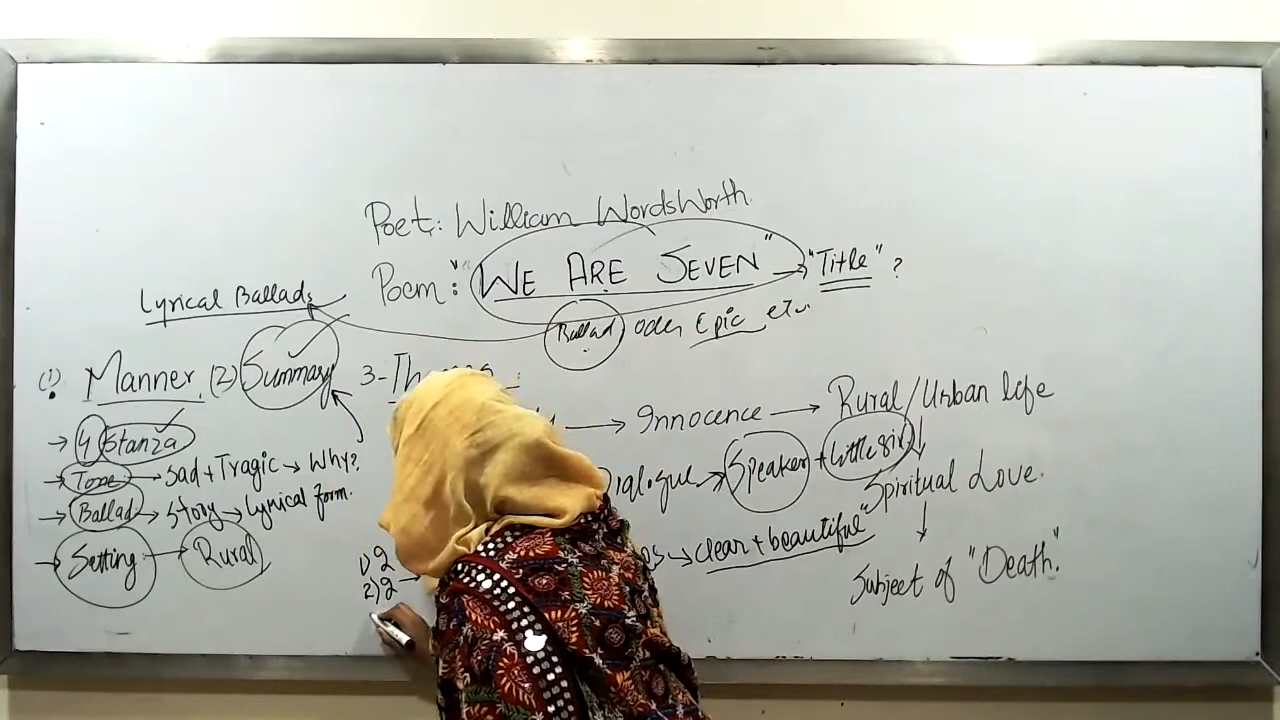 Poet: William Wordsworth
Poem: "WE ARE SEVEN" → "Title" ?
Lyrical Ballads
Ballad odes Epic etc.
(1) Manner (2) Summary 3-
→ 4 Stanza
→ Tone → Sad + Tragic → Why?
→ Ballad → Story → Lyrical form.
→ Setting → Rural
→ Innocence → Rural / Urban life
Dialogue → Speaker + little girl
Spiritual Love.
→ clear + beautiful"
Subject of "Death."
1) 2
2) 2 →